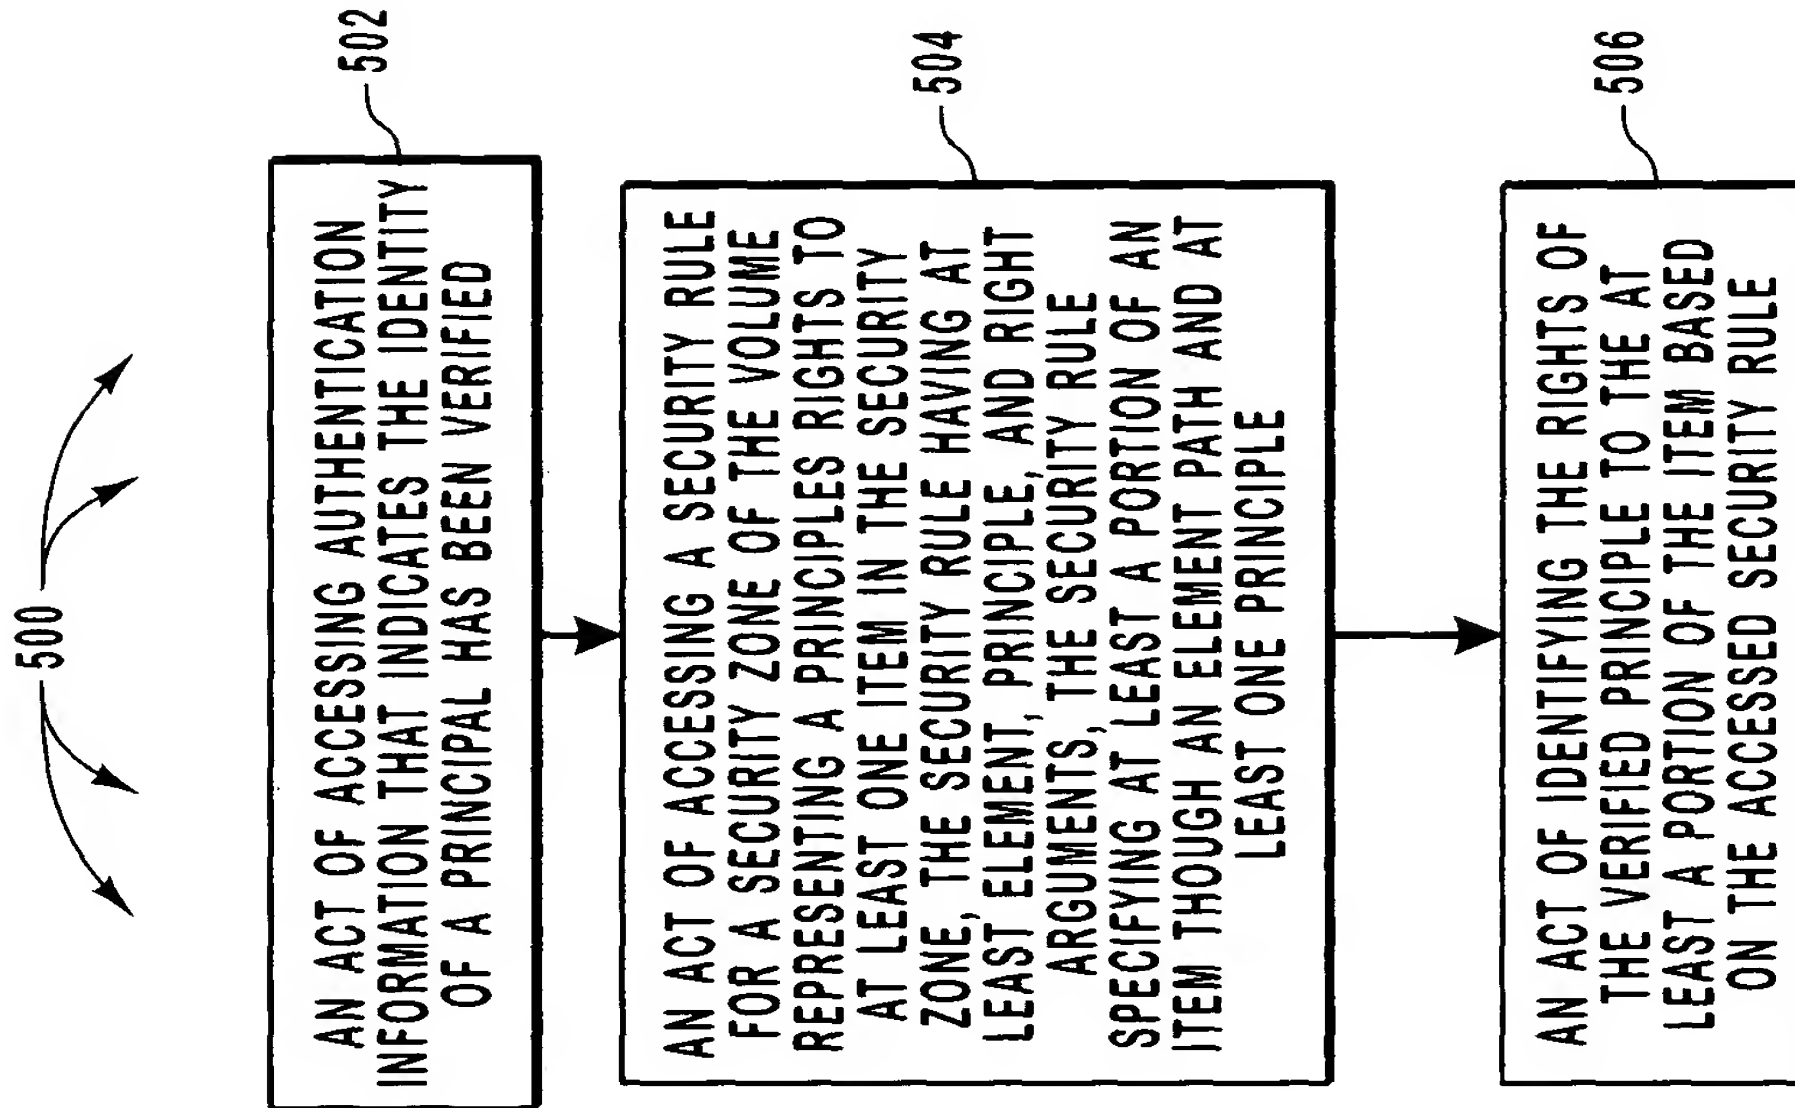 500
502
AN ACT OF ACCESSING AUTHENTICATION
INFORMATION THAT INDICATES THE IDENTITY
OF A PRINCIPAL HAS BEEN VERIFIED
504
AN ACT OF ACCESSING A SECURITY RULE
FOR A SECURITY ZONE OF THE VOLUME
REPRESENTING A PRINCIPLES RIGHTS TO
AT LEAST ONE ITEM IN THE SECURITY
ZONE, THE SECURITY RULE HAVING AT
LEAST ELEMENT, PRINCIPLE, AND RIGHT
ARGUMENTS, THE SECURITY RULE
SPECIFYING AT LEAST A PORTION OF AN
ITEM THOUGH AN ELEMENT PATH AND AT
LEAST ONE PRINCIPLE
506
AN ACT OF IDENTIFYING THE RIGHTS OF
THE VERIFIED PRINCIPLE TO THE AT
LEAST A PORTION OF THE ITEM BASED
ON THE ACCESSED SECURITY RULE